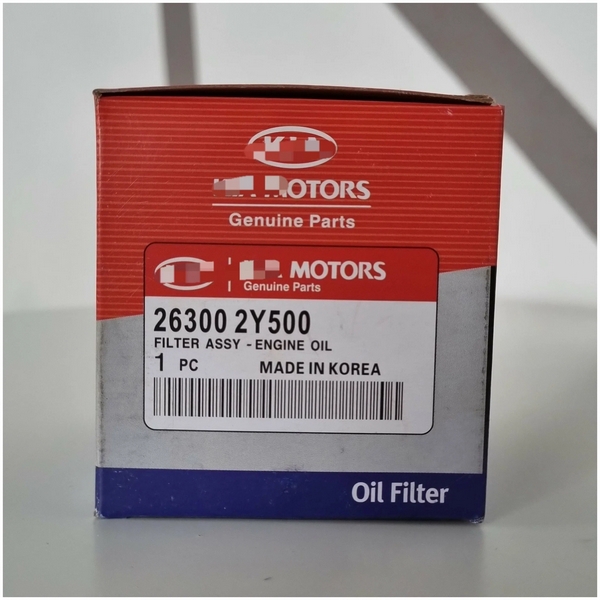 MOTORS
Genuine Parts
MOTORS
Genuine Parts
26300 2Y500
FILTER ASSY - ENGINE OIL
1 PC MADE IN KOREA
Oil Filter